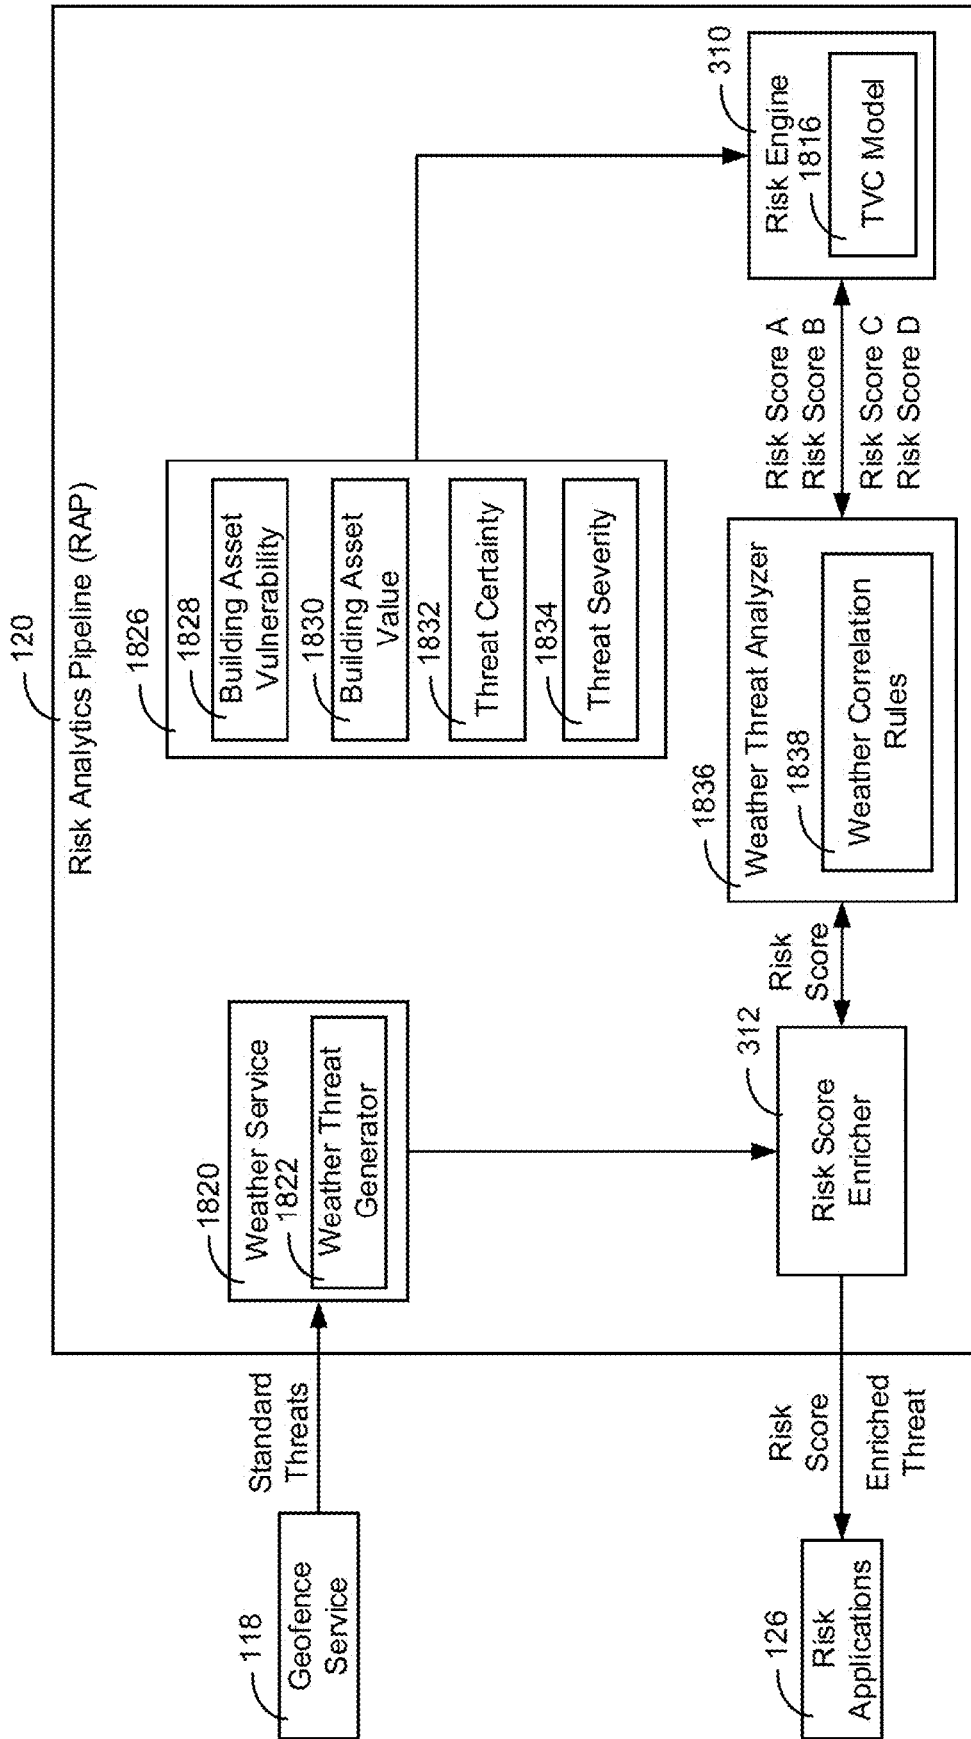 120
Risk Analytics Pipeline (RAP)
118
Geofence
Service
Standard
Threats
1820
Weather Service
1822
Weather Threat
Generator
1826
1828
Building Asset
Vulnerability
1830
Building Asset
Value
1832
Threat Certainty
1834
Threat Severity
126
Risk
Applications
Risk
Score
Enriched
Threat
312
Risk Score
Enricher
Risk
Score
1836
Weather Threat Analyzer
1838
Weather Correlation
Rules
Risk Score A
Risk Score B
Risk Score C
Risk Score D
310
Risk Engine
1816
TVC Model